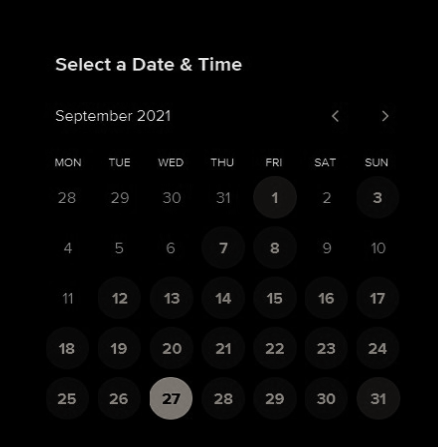 Select a Date & Time
September 2021
MON TUE WED THU FRI SAT SUN
28 29 30 31 1 2 3
4 5 6 7 8 9 10
11 12 13 14 15 16 17
18 19 20 21 22 23 24
25 26 27 28 29 30 31